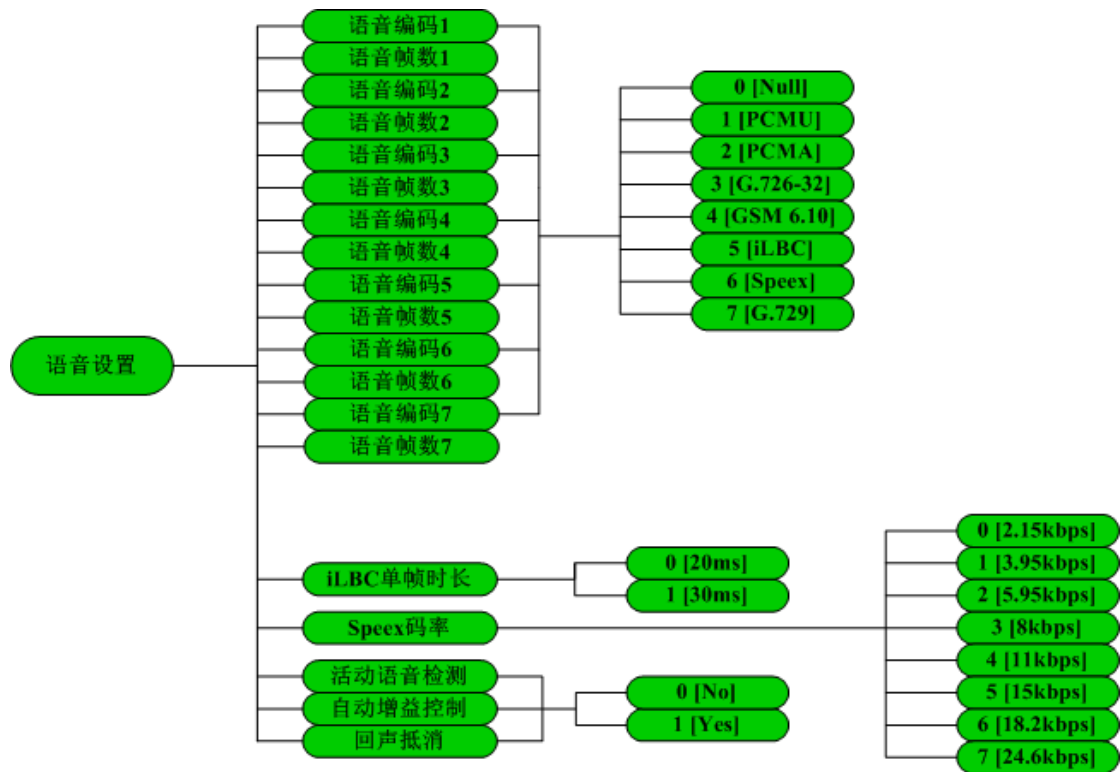 语音设置
语音编码1
语音帧数1
语音编码2
语音帧数2
语音编码3
语音帧数3
语音编码4
语音帧数4
语音编码5
语音帧数5
语音编码6
语音帧数6
语音编码7
语音帧数7
0 [Null]
1 [PCMU]
2 [PCMA]
3 [G.726-32]
4 [GSM 6.10]
5 [iLBC]
6 [Speex]
7 [G.729]
iLBC单帧时长
0 [20ms]
1 [30ms]
Speex码率
0 [2.15kbps]
1 [3.95kbps]
2 [5.95kbps]
3 [8kbps]
4 [11kbps]
5 [15kbps]
6 [18.2kbps]
7 [24.6kbps]
活动语音检测
自动增益控制
回声抵消
0 [No]
1 [Yes]